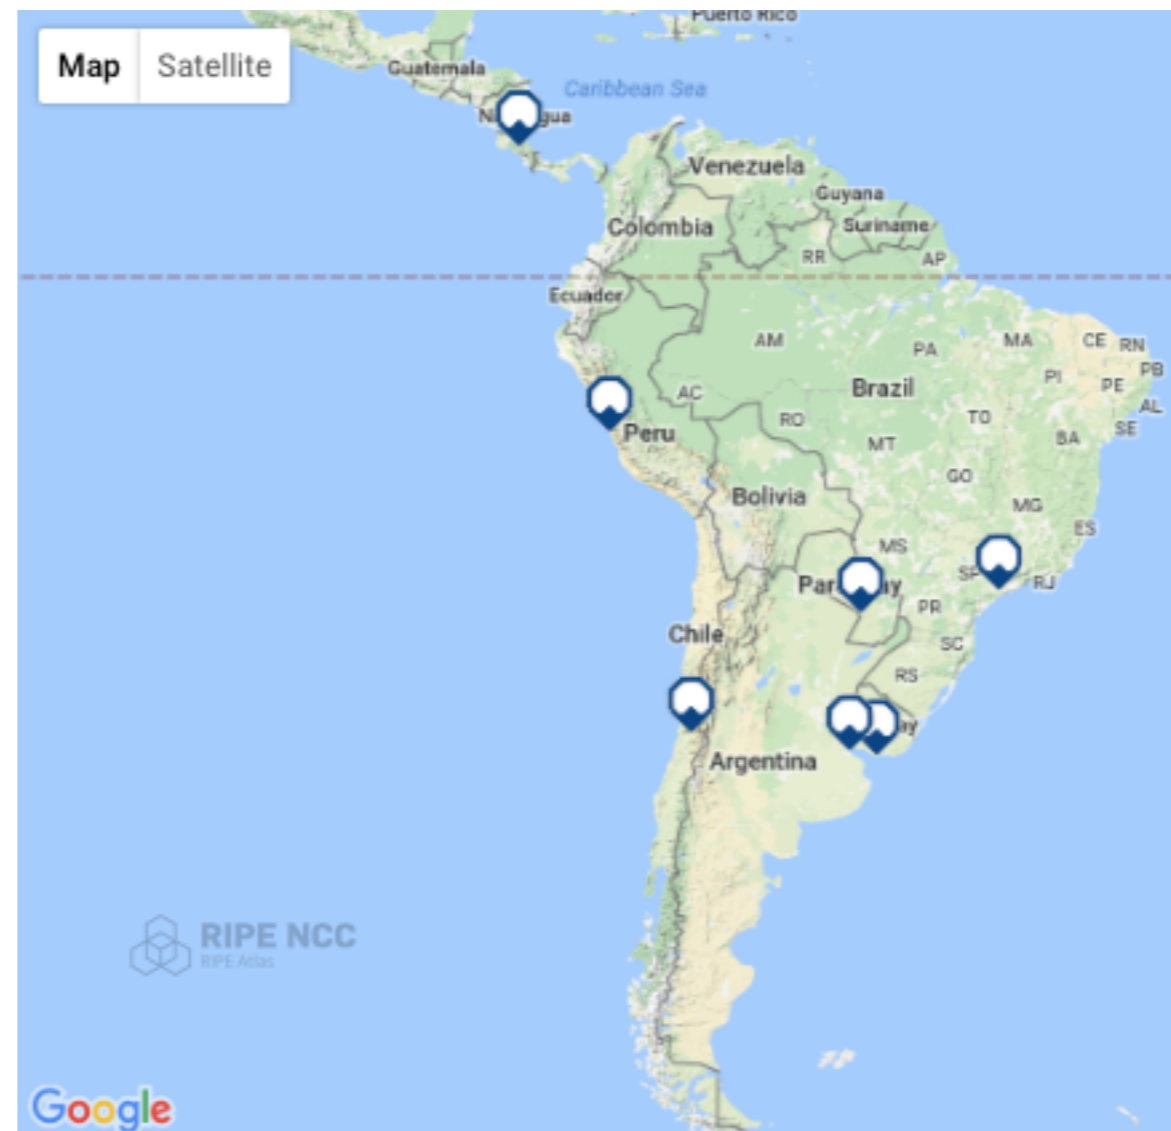 Puerto Rico
Map Satellite
Guatemala
Caribbean Sea
Venezuela
Guyana
Colombia
Suriname
RR
AP
Ecuador
AM
PA
MA
CE
RN
PB
PI
PE
AL
AC
Brazil
RO
TO
SE
MT
BA
Peru
GO
Bolivia
MG
ES
MS
RJ
PR
Chile
SC
RS
Argentina
RIPE NCC
RIPE Atlas
Google